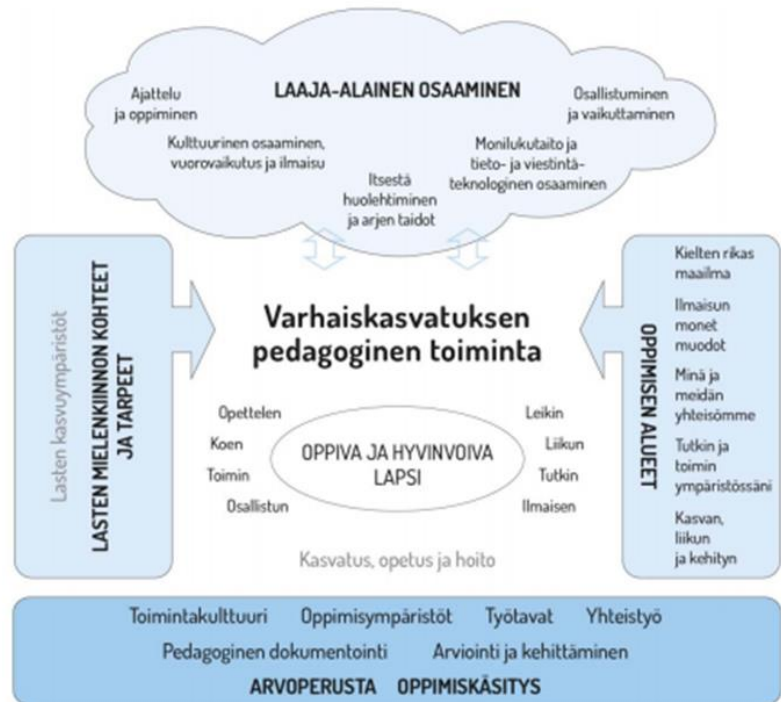 LAAJA-ALAINEN OSAAMINEN
Ajattelu
ja oppiminen
Kulttuurinen osaaminen,
vuorovaikutus ja ilmaisu
Itsestä
huolehtiminen
ja arjen taidot
Monilukutaito ja
tieto- ja viestintä-
teknologinen osaaminen
Osallistuminen
ja vaikuttaminen
Lasten kasvuympäristöt
LASTEN MIELENKIINNON KOHTEET
JA TARPEET
Varhaiskasvatuksen
pedagoginen toiminta
Opettelen
Koen
Toimin
Osallistun
OPPIVA JA HYVINVOIVA
LAPSI
Leikin
Liikun
Tutkin
Ilmaisen
Kasvatus, opetus ja hoito
OPPIMISEN ALUEET
Kielten rikas
maailma
Ilmaisun
monet
muodot
Minä ja
meidän
yhteisömme
Tutkin ja
toimin
ympäristössäni
Kasvan,
liikun
ja kehityn
Toimintakulttuuri Oppimisympäristöt Työtavat Yhteistyö
Pedagoginen dokumentointi Arviointi ja kehittäminen
ARVOPERUSTA OPPIMISKÄSITYS